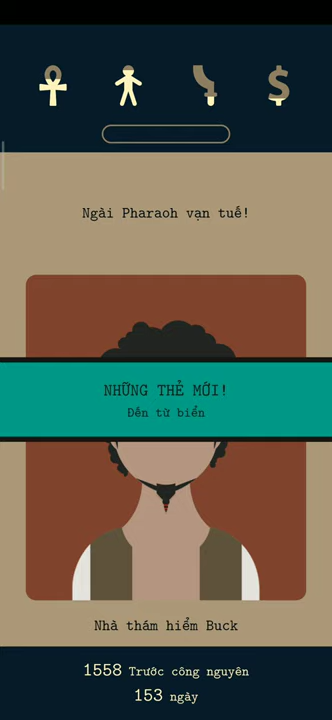 Ngài Pharaoh vạn tuế!
NHỮNG THẺ MỚI!
Đến từ biển
Nhà thám hiểm Buck
1558 Trước công nguyên
153 ngày